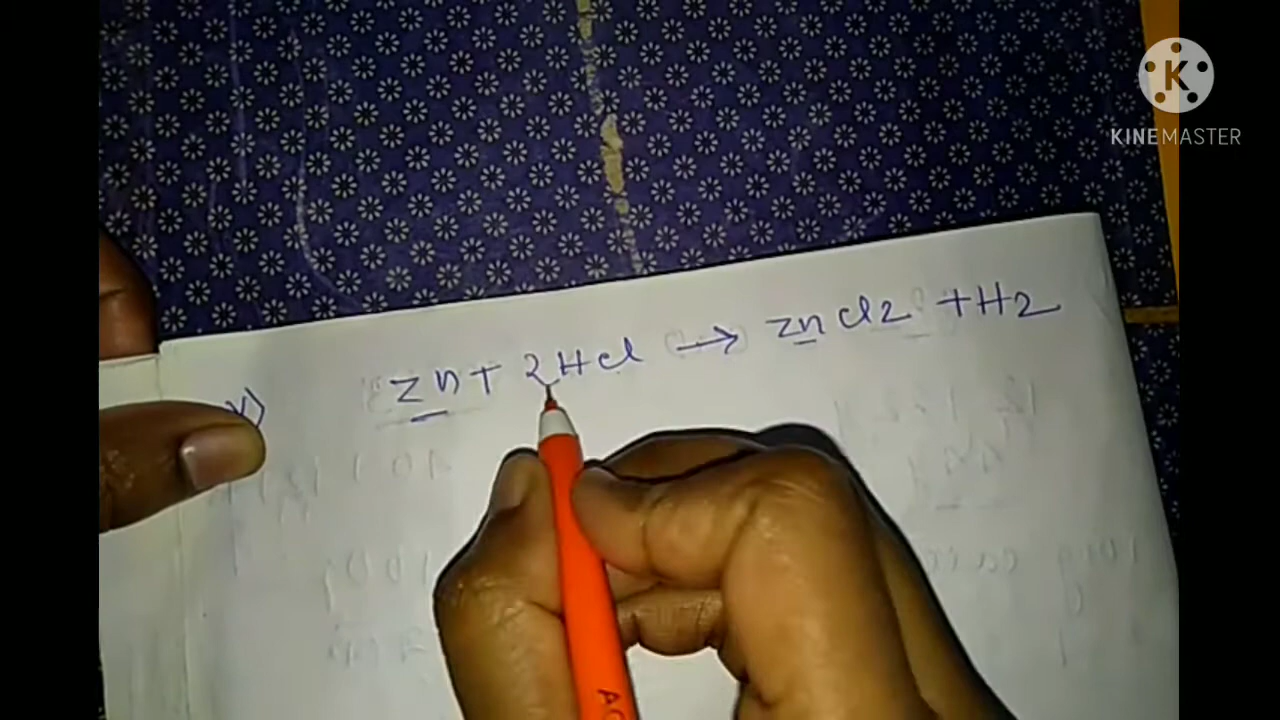 KINEMASTER
Zn + 2HCl → ZnCl2 + H2